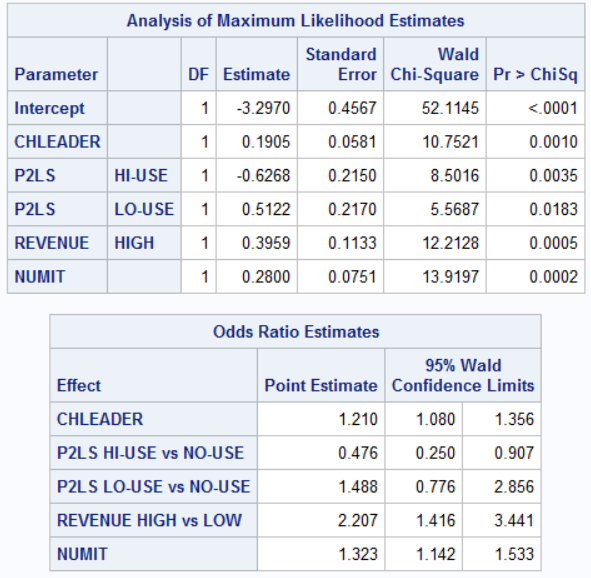 Analysis of Maximum Likelihood Estimates
Parameter DF Estimate Standard Error Wald Chi-Square Pr > ChiSq
Intercept 1 -3.2970 0.4567 52.1145 <.0001
CHLEADER 1 0.1905 0.0581 10.7521 0.0010
P2LS HI-USE 1 -0.6268 0.2150 8.5016 0.0035
P2LS LO-USE 1 0.5122 0.2170 5.5687 0.0183
REVENUE HIGH 1 0.3959 0.1133 12.2128 0.0005
NUMIT 1 0.2800 0.0751 13.9197 0.0002
Odds Ratio Estimates
Effect Point Estimate 95% Wald Confidence Limits
CHLEADER 1.210 1.080 1.356
P2LS HI-USE vs NO-USE 0.476 0.250 0.907
P2LS LO-USE vs NO-USE 1.488 0.776 2.856
REVENUE HIGH vs LOW 2.207 1.416 3.441
NUMIT 1.323 1.142 1.533